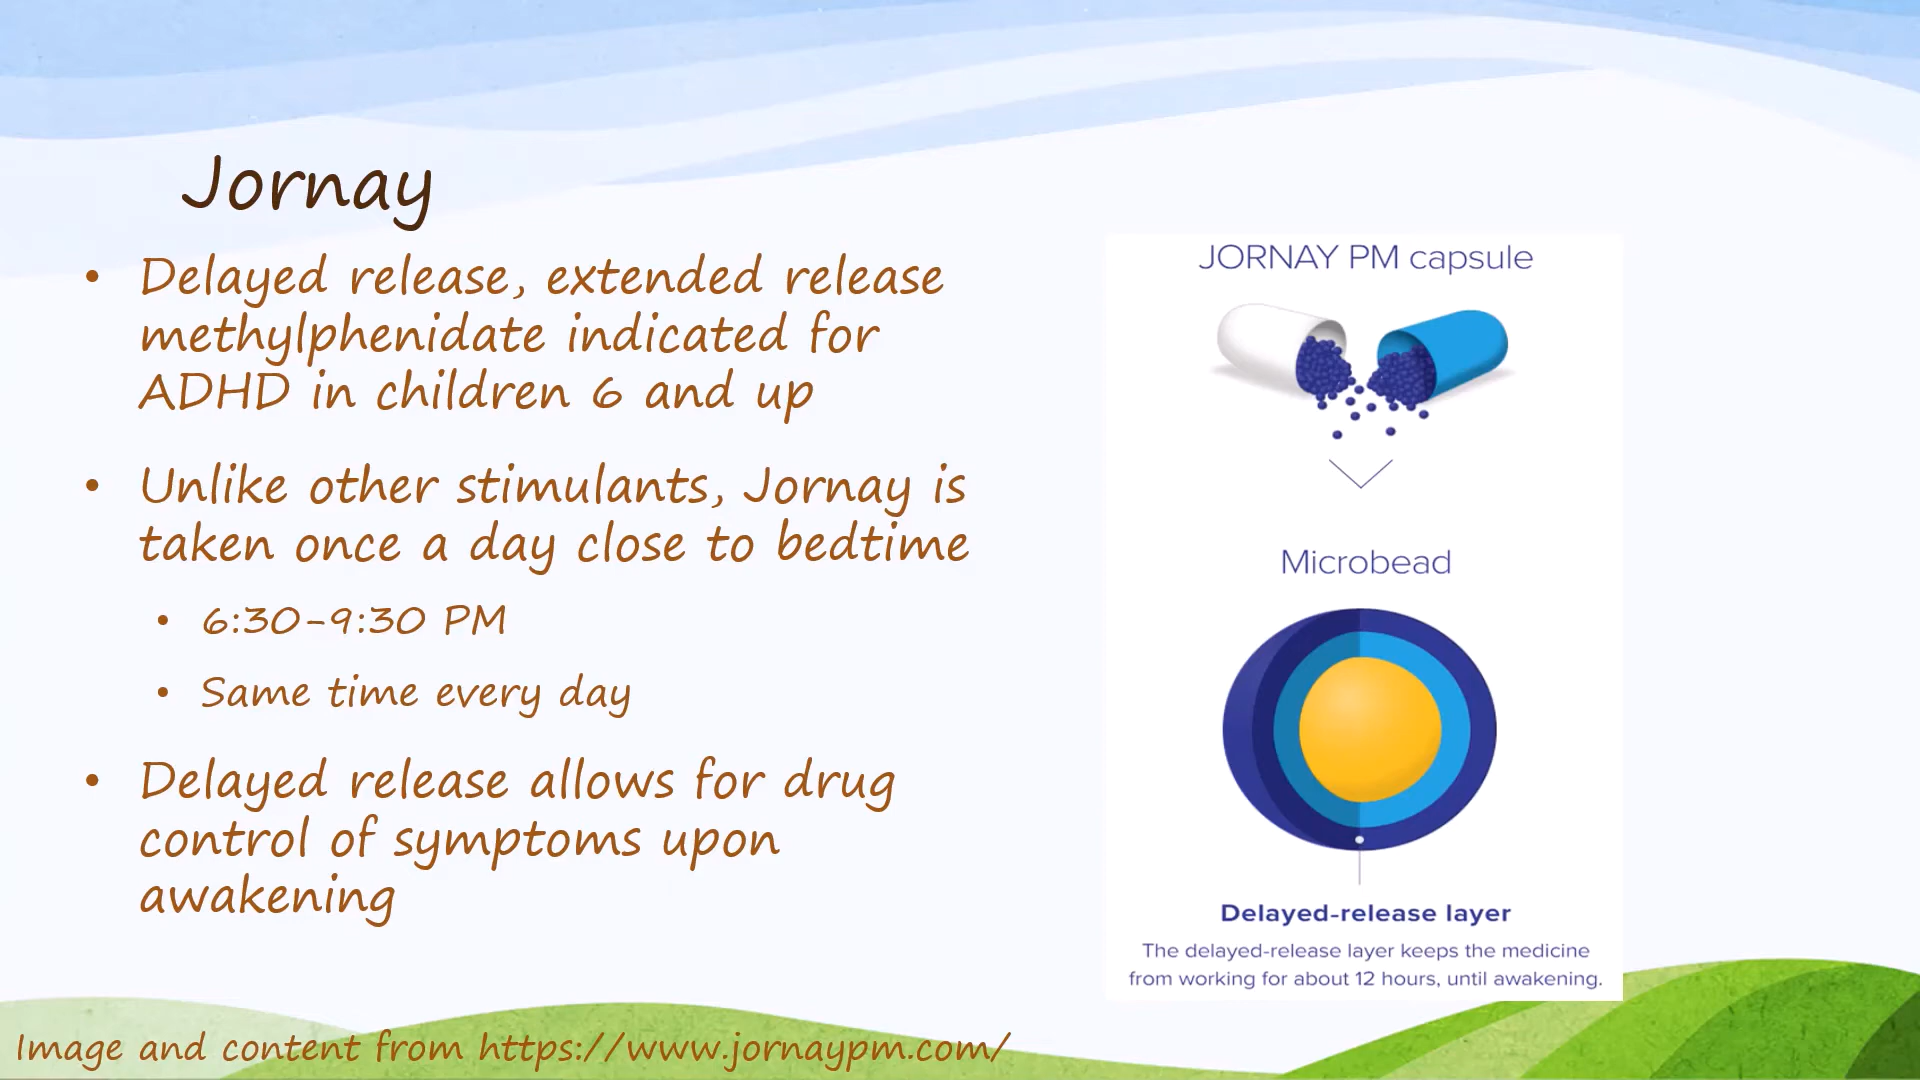 Jornay
• Delayed release, extended release
methylphenidate indicated for
ADHD in children 6 and up
• Unlike other stimulants, Jornay is
taken once a day close to bedtime
• 6:30-9:30 PM
• Same time every day
• Delayed release allows for drug
control of symptoms upon
awakening
JORNAY PM capsule
Microbead
Delayed-release layer
The delayed-release layer keeps the medicine
from working for about 12 hours, until awakening.
Image and content from https://www.jornaypm.com/